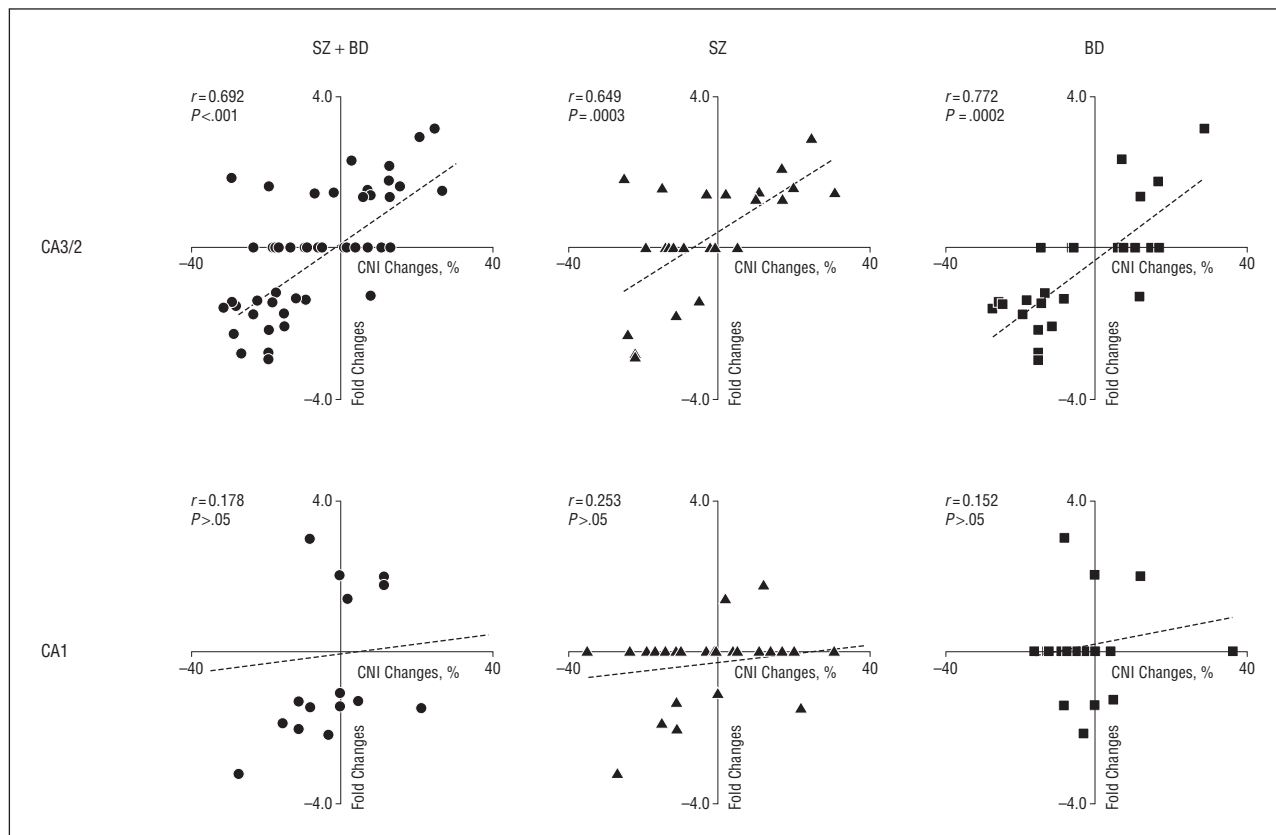 SZ + BD
SZ
BD
CA3/2
r=0.692
P<.001
4.0
−40
40
CNI Changes, %
−4.0
Fold Changes
r=0.649
P=.0003
4.0
−40
40
CNI Changes, %
−4.0
Fold Changes
r=0.772
P=.0002
4.0
−40
40
CNI Changes, %
−4.0
Fold Changes
CA1
r=0.178
P>.05
4.0
−40
40
CNI Changes, %
−4.0
Fold Changes
r=0.253
P>.05
4.0
−40
40
CNI Changes, %
−4.0
Fold Changes
r=0.152
P>.05
4.0
−40
40
CNI Changes, %
−4.0
Fold Changes